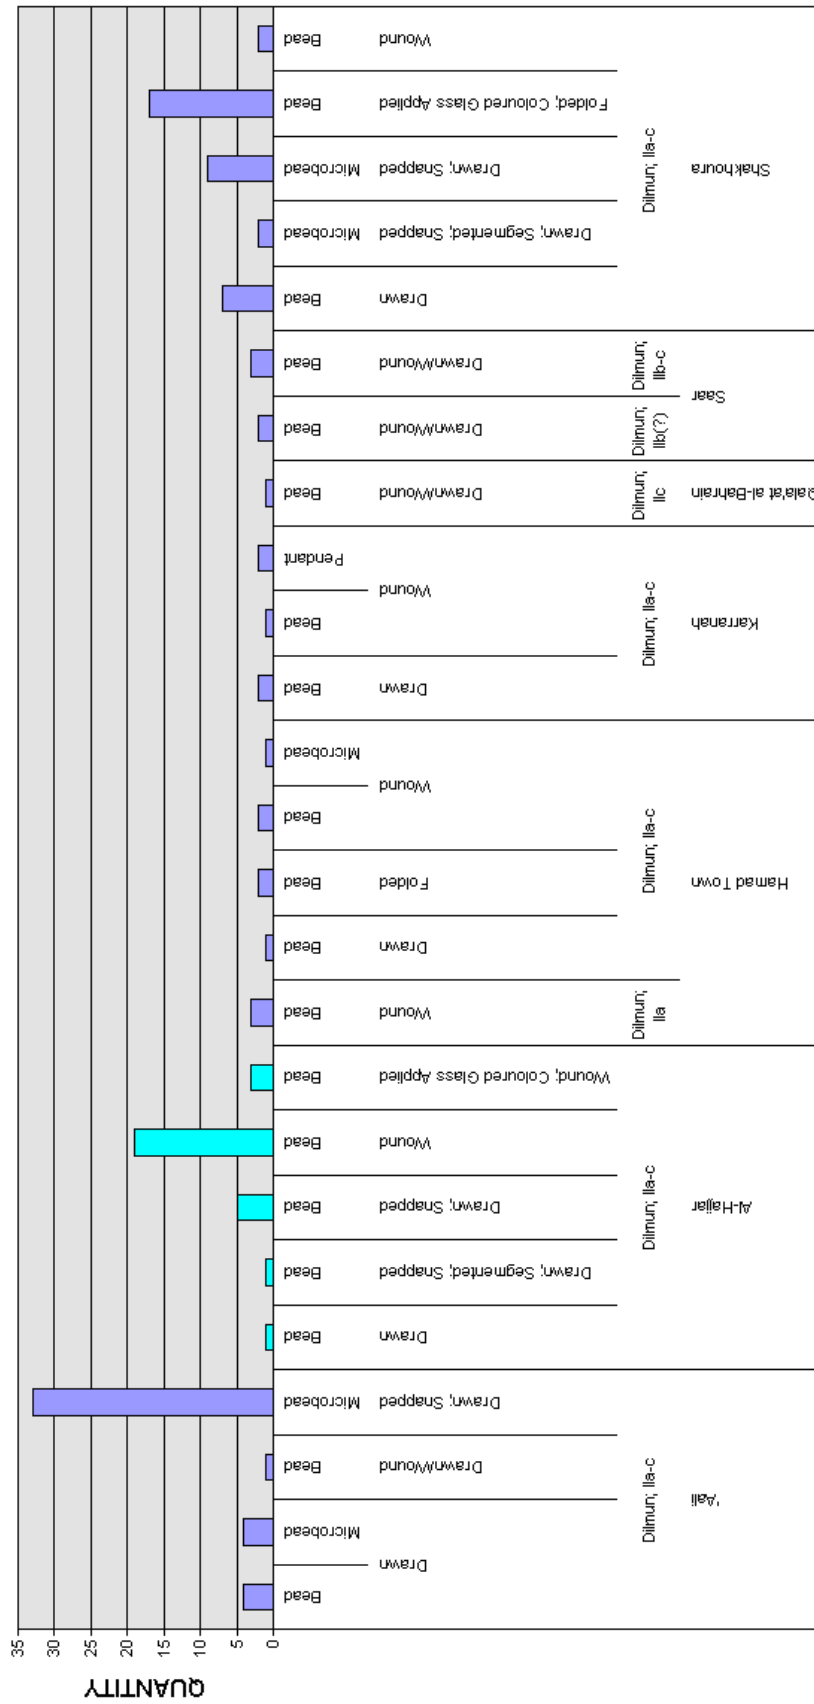 QUANTITY
35
30
25
20
15
10
5
0
Bead
Microbead
Drawn
Bead
Drawn/Wound
Microbead
Drawn; Snapped
Dilmun; IIa-c
'Aali
Bead
Drawn
Bead
Drawn; Segmented; Snapped
Bead
Drawn; Snapped
Bead
Wound
Bead
Wound; Coloured Glass Applied
Dilmun; IIa-c
Al-Hajjar
Bead
Wound
Dilmun;
IIa
Bead
Drawn
Bead
Folded
Bead
Microbead
Wound
Dilmun; IIa-c
Hamad Town
Bead
Drawn
Bead
Pendant
Wound
Dilmun; IIa-c
Karranah
Bead
Drawn/Wound
Dilmun;
IIc
Qala'at al-Bahrain
Bead
Drawn/Wound
Dilmun;
IIb(?)
Bead
Drawn/Wound
Dilmun;
IIb-c
Saar
Bead
Drawn
Microbead
Drawn; Segmented; Snapped
Microbead
Drawn; Snapped
Bead
Folded; Coloured Glass Applied
Bead
Wound
Dilmun; IIa-c
Shakhoura